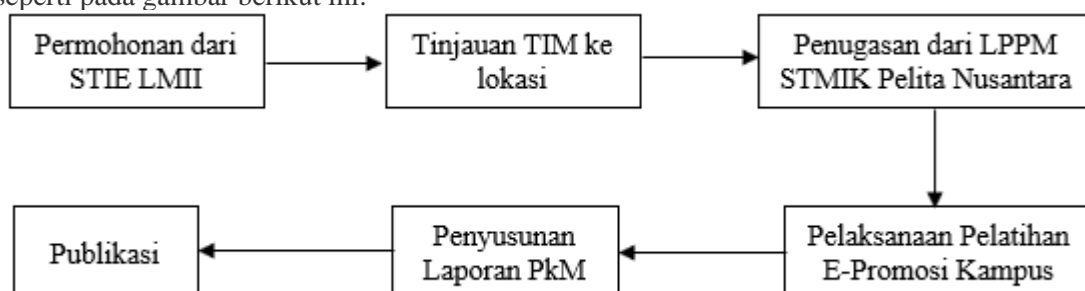 seperti pada gambar berikut ini:
Permohonan dari
STIE LMII
Tinjauan TIM ke
lokasi
Penugasan dari LPPM
STMIK Pelita Nusantara
Pelaksanaan Pelatihan
E-Promosi Kampus
Penyusunan
Laporan PkM
Publikasi